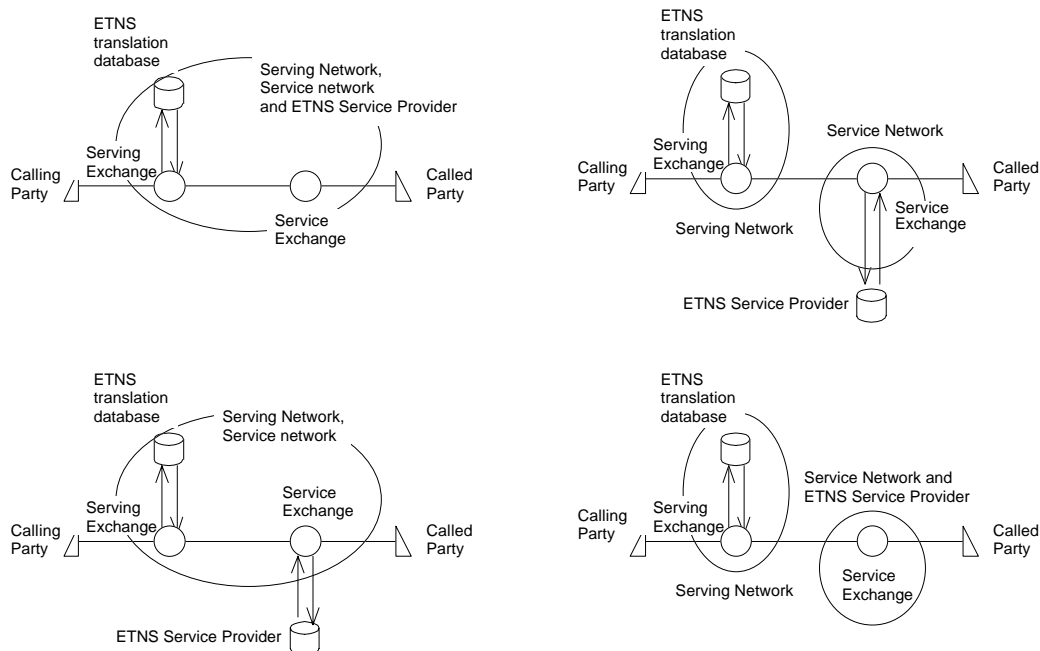 ETNS
translation
database
Serving Network,
Service network
and ETNS Service Provider
Serving
Exchange
Calling
Party
Called
Party
Service
Exchange
ETNS
translation
database
Service Network
Serving
Exchange
Calling
Party
Called
Party
Service
Exchange
Serving Network
ETNS Service Provider
ETNS
translation
database
Serving Network,
Service network
Service
Exchange
Serving
Exchange
Calling
Party
Called
Party
ETNS Service Provider
ETNS
translation
database
Service Network and
ETNS Service Provider
Serving
Exchange
Calling
Party
Called
Party
Service
Exchange
Serving Network